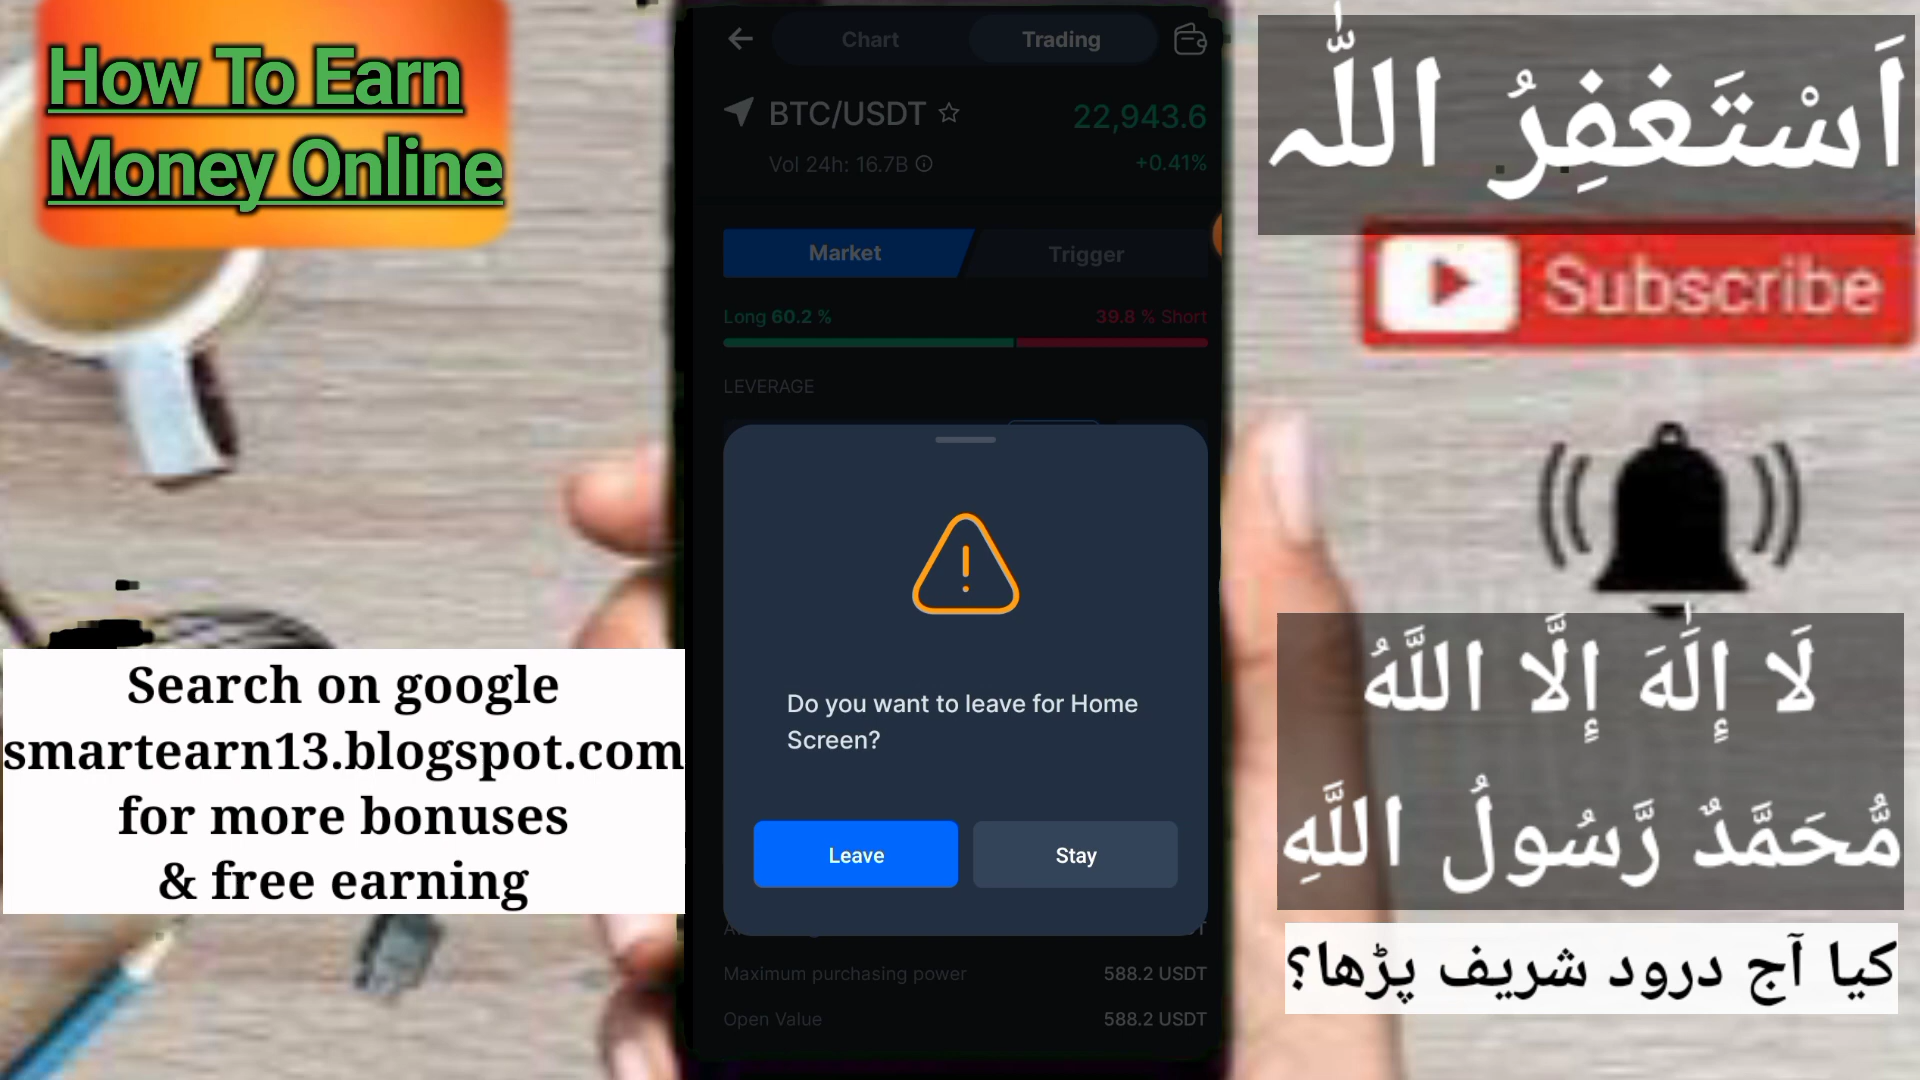 How To Earn
Money Online
Search on google
smartearn13.blogspot.com
for more bonuses
& free earning
Chart
Trading
BTC/USDT
22,943.6
Vol 24h: 16.7B
+0.41%
Market
Trigger
Long 60.2 %
39.8 % Short
LEVERAGE
Do you want to leave for Home
Screen?
Leave
Stay
Maximum purchasing power
588.2 USDT
Open Value
588.2 USDT
اَسْتَغْفِرُ اللّٰہ
Subscribe
لَا إِلَٰهَ إِلَّا اللَّهُ
مُّحَمَّدٌ رَّسُولُ اللَّهِ
کیا آج درود شریف پڑھا؟